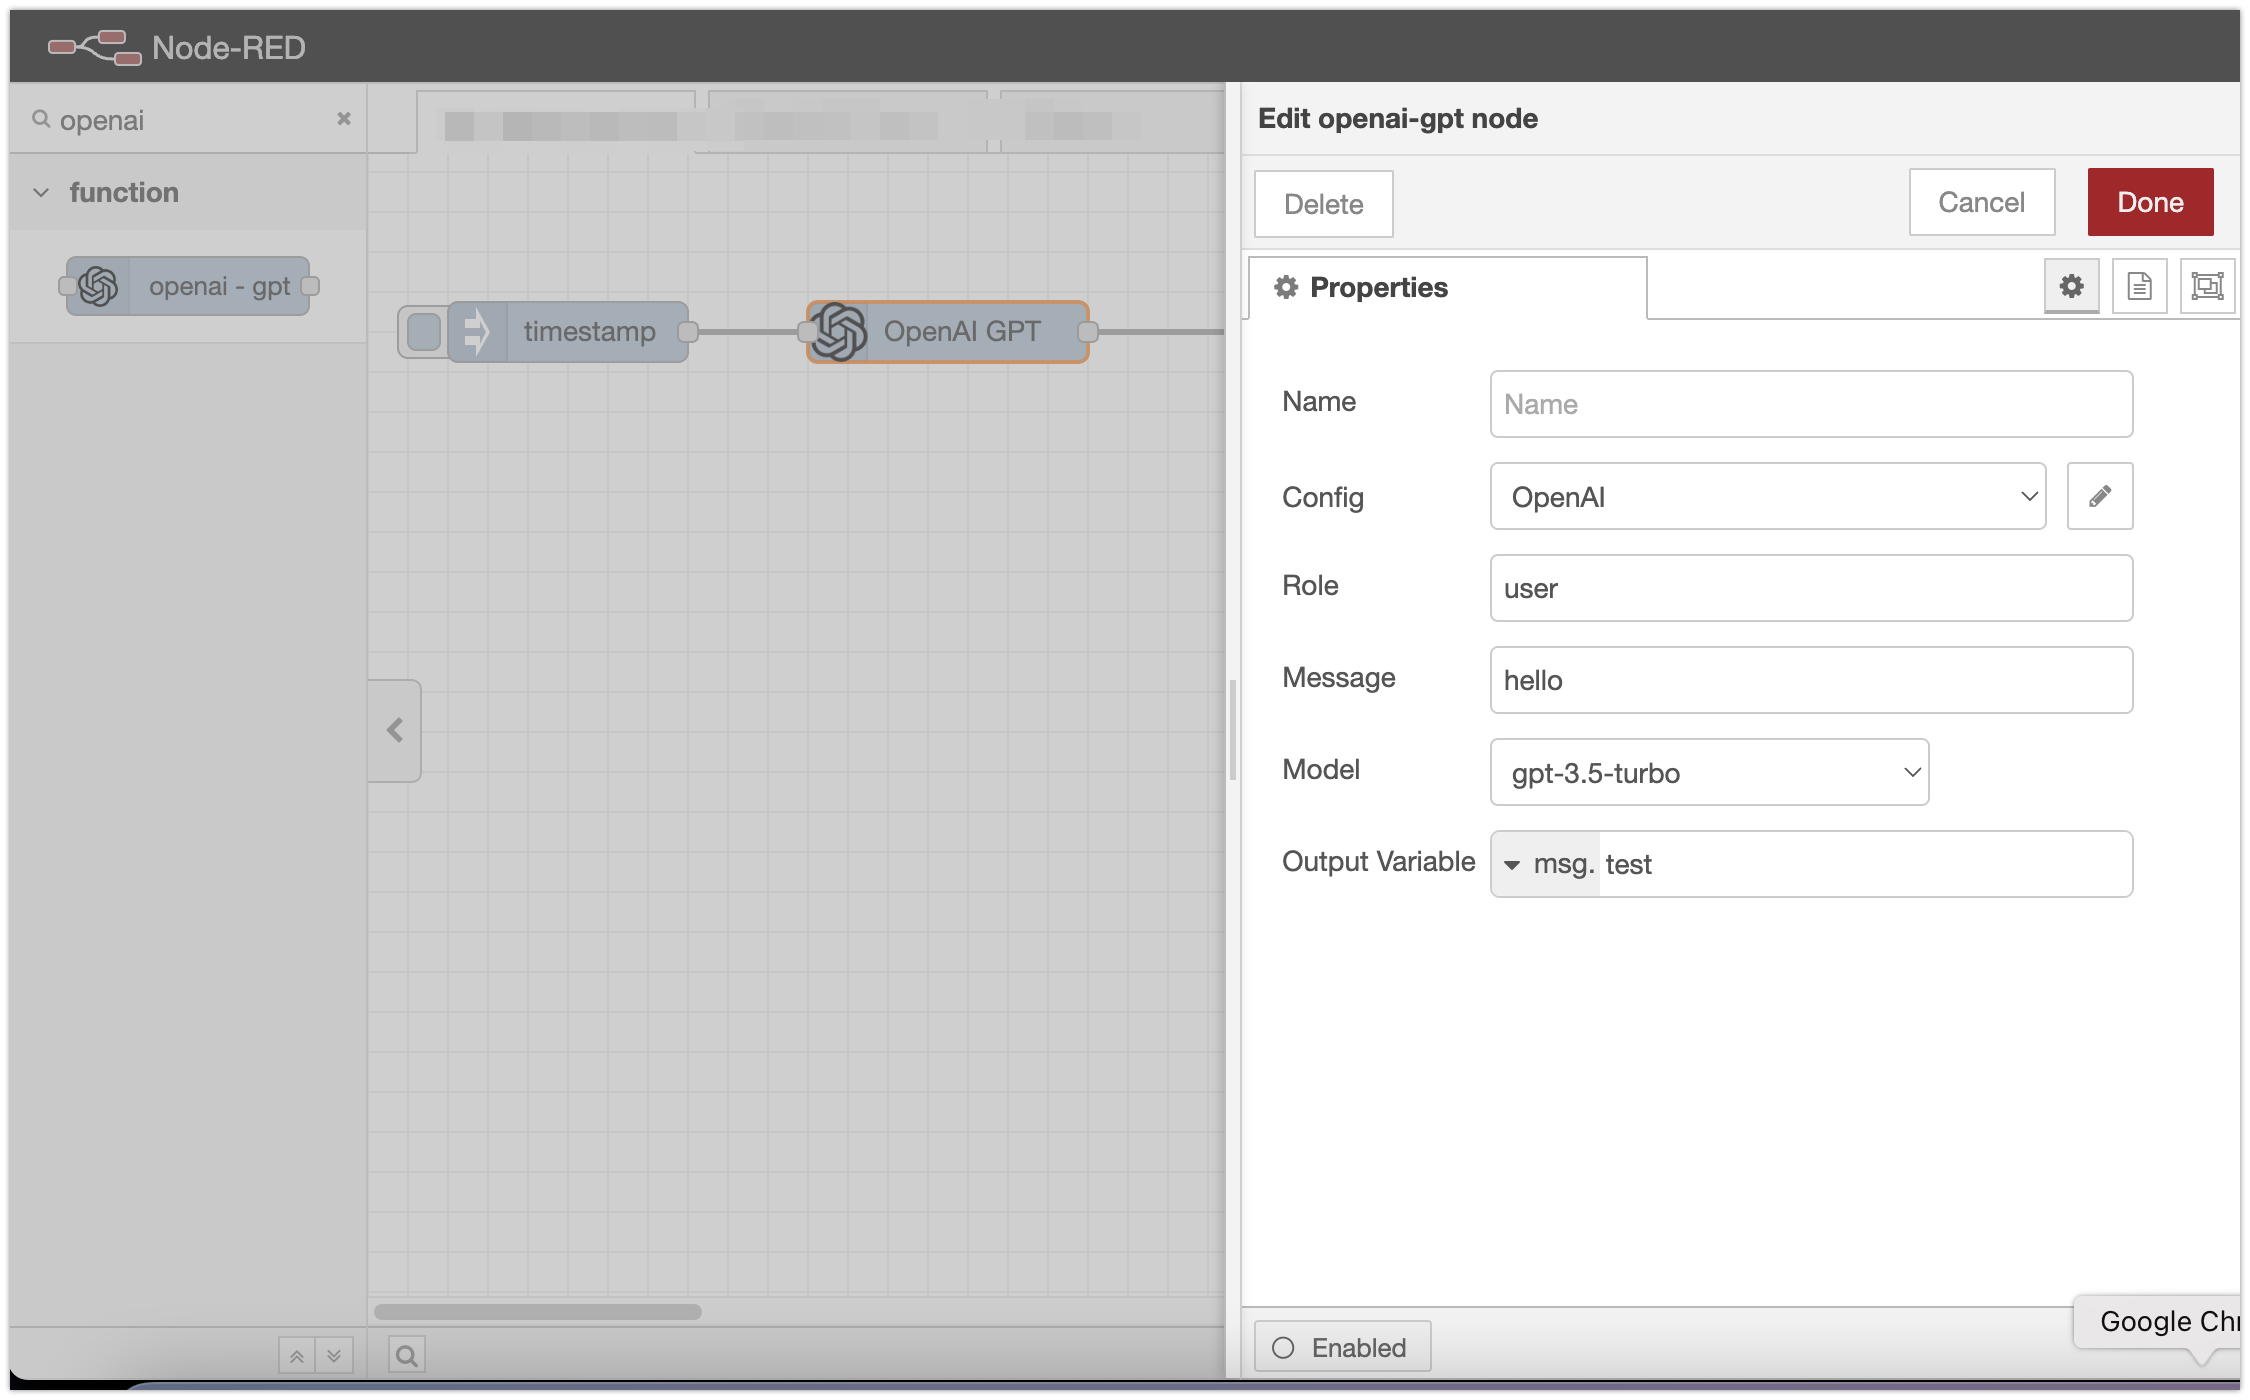 Node-RED
openai
function
openai - gpt
timestamp
OpenAI GPT
Edit openai-gpt node
Delete
Cancel
Done
Properties
Name
Name
Config
OpenAI
Role
user
Message
hello
Model
gpt-3.5-turbo
Output Variable
msg. test
Enabled
Google